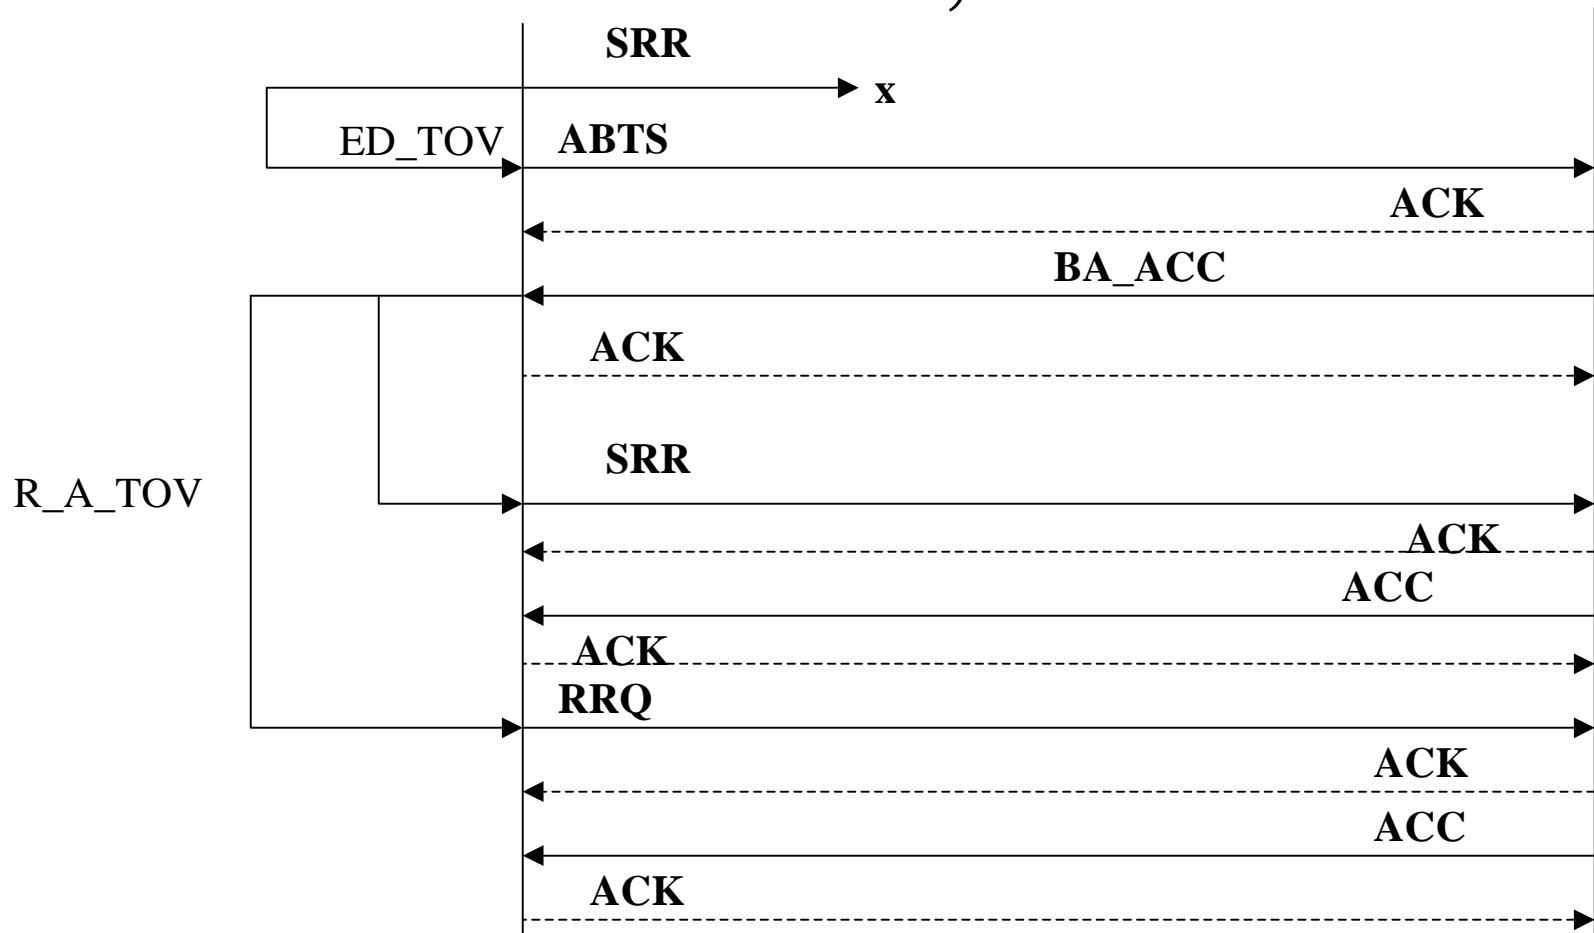 SRR
x
ED_TOV ABTS
ACK
BA_ACC
ACK
SRR
R_A_TOV
ACK
ACC
ACK
RRQ
ACK
ACC
ACK